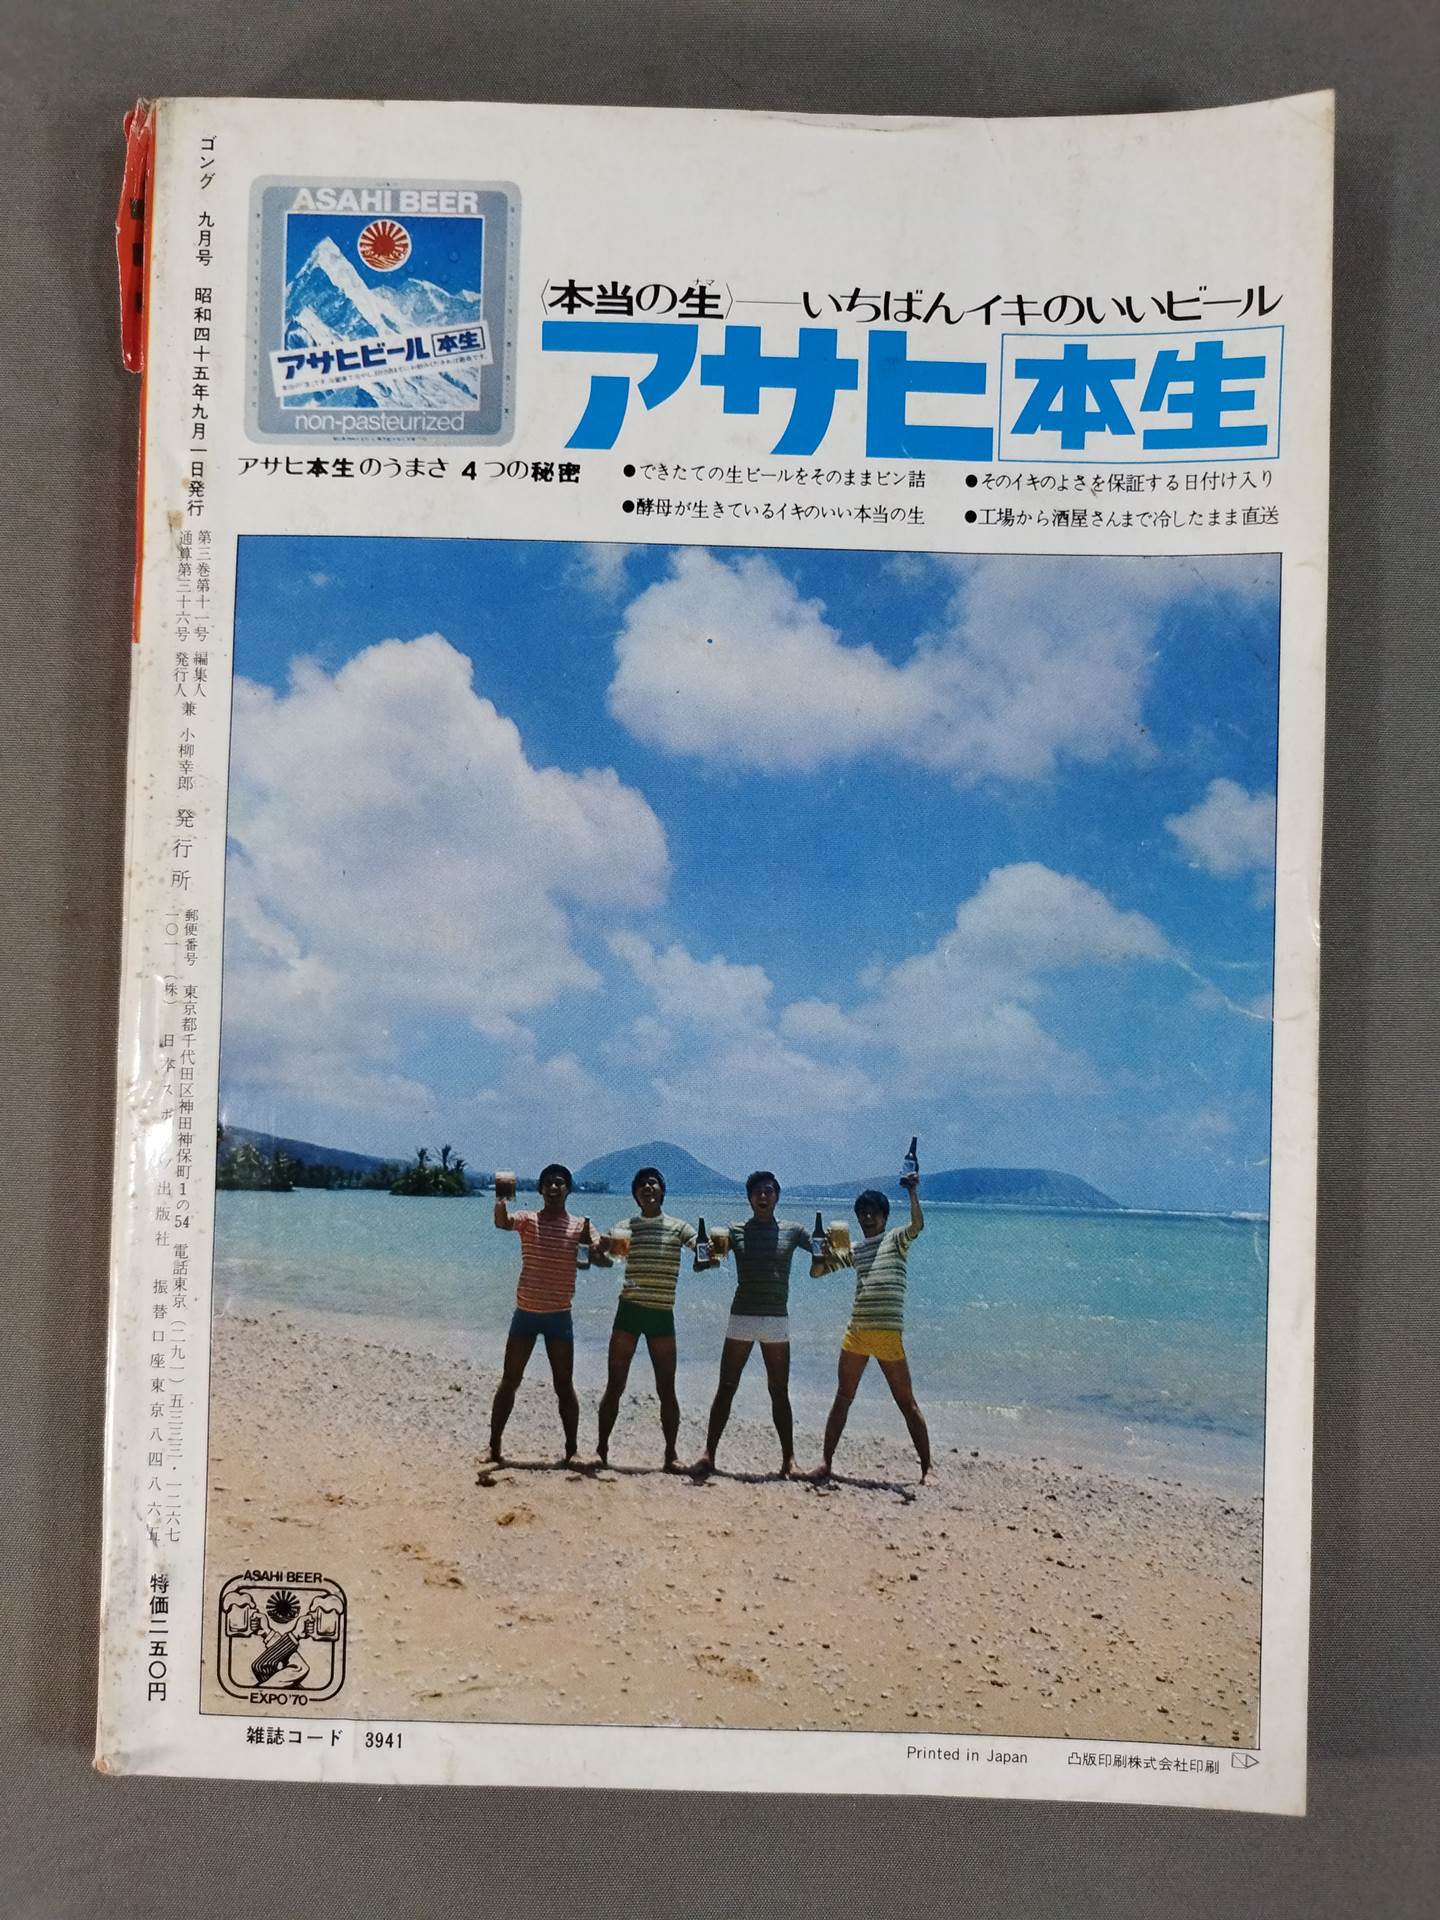 ゴング 九月号 昭和四十五年九月一日発行
第三巻第十一号
通算第三十六号
編集人
発行人
兼 小柳幸郎 発行所
郵便番号
一〇一
東京都千代田区神田神保町1の54 電話東京(二九一)五三三三・一二六七
(株)日本スポーツ出版社 振替口座東京八四八六五
特価二五〇円
ASAHI BEER
アサヒビール 本生
non-pasteurized
ナマ
〈本当の生〉―いちばんイキのいいビール
アサヒ本生
アサヒ本生のうまさ 4つの秘密
●できたての生ビールをそのままビン詰
●そのイキのよさを保証する日付け入り
●酵母が生きているイキのいい本当の生
●工場から酒屋さんまで冷したまま直送
ASAHI BEER
EXPO'70
雑誌コード 3941
Printed in Japan 凸版印刷株式会社印刷